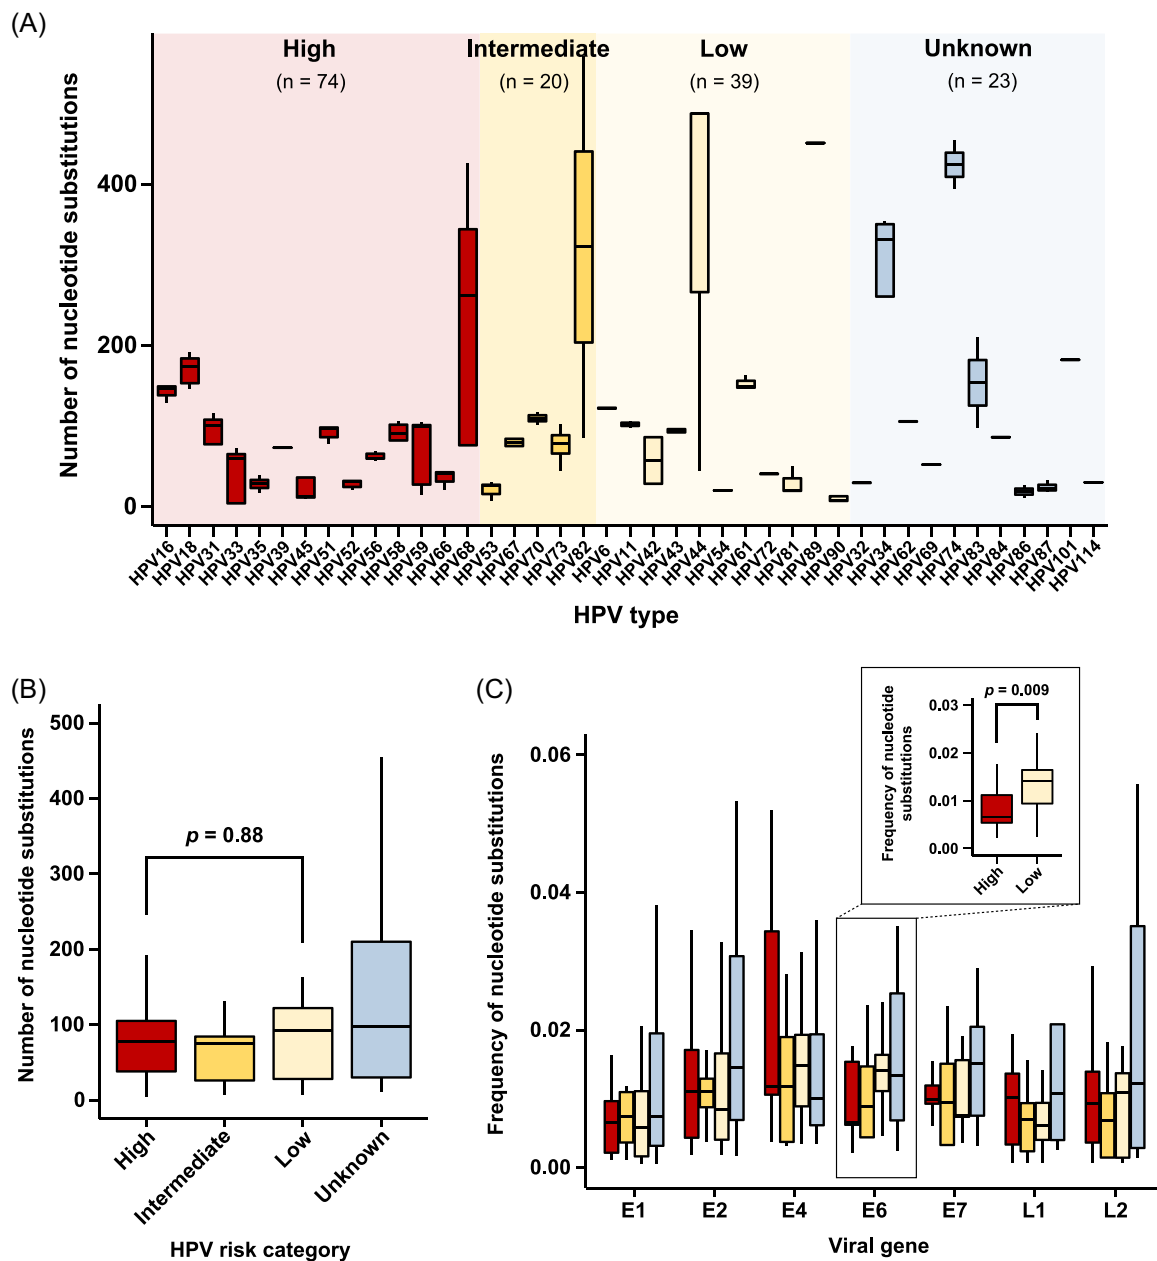 (A)
High
Intermediate
Low
Unknown
(n = 74)
(n = 20)
(n = 39)
(n = 23)
Number of nucleotide substitutions
400
200
0
HPV16
HPV18
HPV31
HPV33
HPV35
HPV39
HPV45
HPV51
HPV52
HPV56
HPV58
HPV59
HPV66
HPV68
HPV53
HPV67
HPV70
HPV73
HPV82
HPV6
HPV11
HPV42
HPV43
HPV44
HPV54
HPV61
HPV72
HPV81
HPV89
HPV90
HPV32
HPV34
HPV62
HPV69
HPV74
HPV83
HPV84
HPV86
HPV87
HPV101
HPV114
HPV type
(B)
Number of nucleotide substitutions
500
400
300
200
100
0
p = 0.88
High
Intermediate
Low
Unknown
HPV risk category
(C)
Frequency of nucleotide substitutions
0.06
0.04
0.02
0.00
E1
E2
E4
E6
E7
L1
L2
Viral gene
Frequency of nucleotide
substitutions
p = 0.009
0.03
0.02
0.01
0.00
High
Low